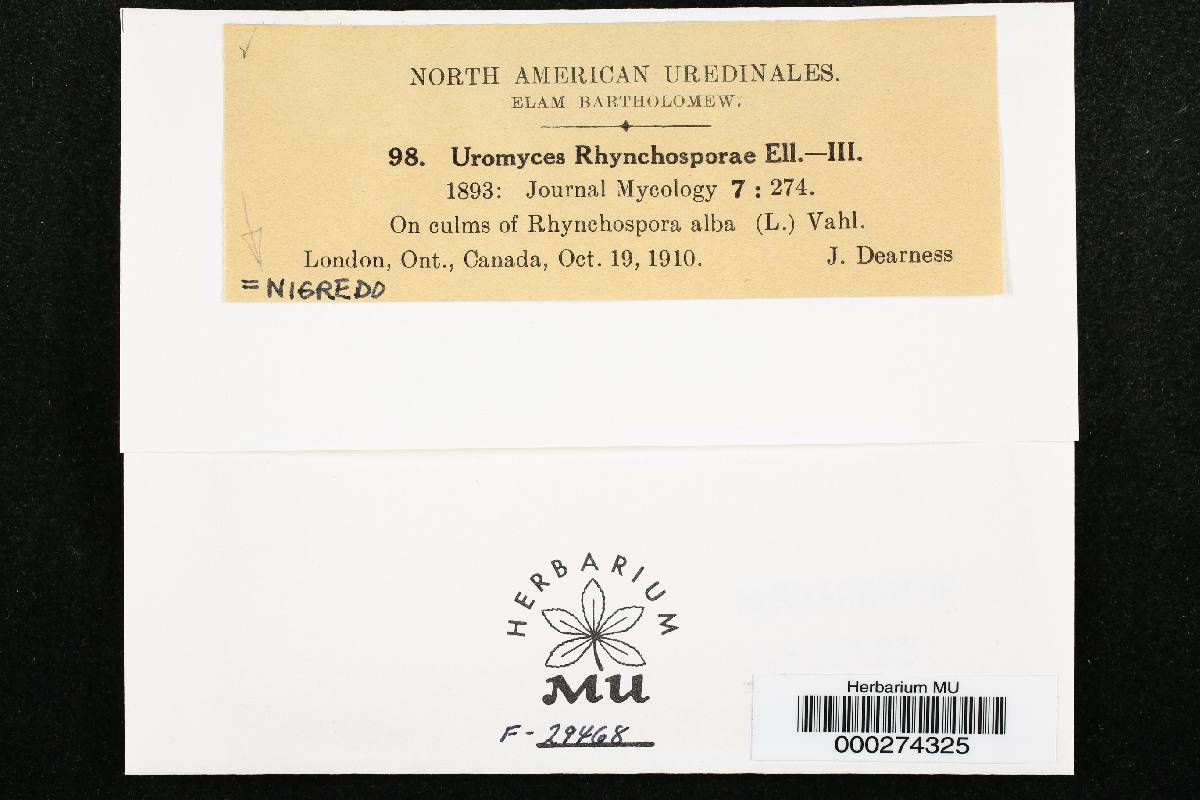 NORTH AMERICAN UREDINALES.
ELAM BARTHOLOMEW.
98. Uromyces Rhynchosporae Ell.—III.
1893: Journal Mycology 7 : 274.
On culms of Rhynchospora alba (L.) Vahl.
London, Ont., Canada, Oct. 19, 1910. J. Dearness
= NIGREDO
HERBARIUM
MU
F- 29468
Herbarium MU
000274325